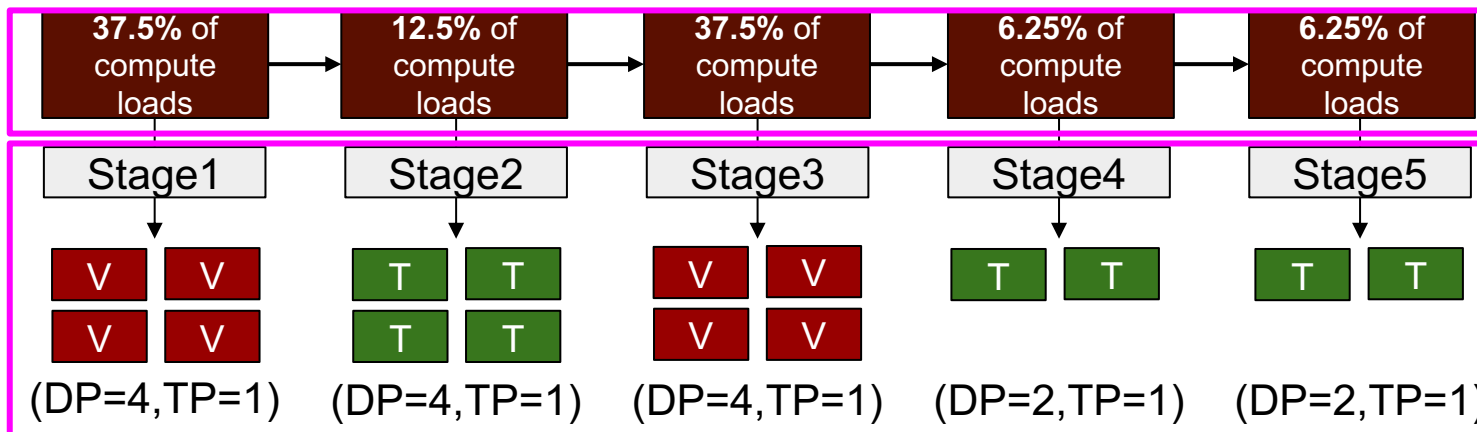 37.5% of
compute
loads
12.5% of
compute
loads
37.5% of
compute
loads
6.25% of
compute
loads
6.25% of
compute
loads
Stage1
Stage2
Stage3
Stage4
Stage5
V V
V V
T T
T T
V V
V V
T T
T T
(DP=4,TP=1)
(DP=4,TP=1)
(DP=4,TP=1)
(DP=2,TP=1)
(DP=2,TP=1)